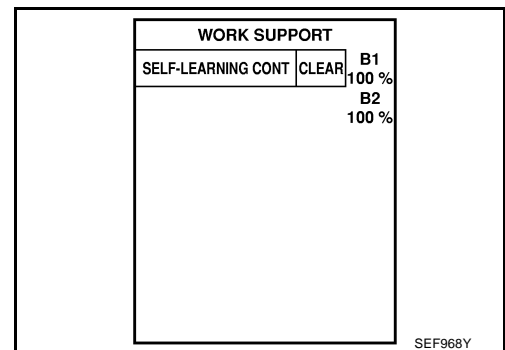 WORK SUPPORT
SELF-LEARNING CONT CLEAR B1
100 %
B2
100 %
SEF968Y